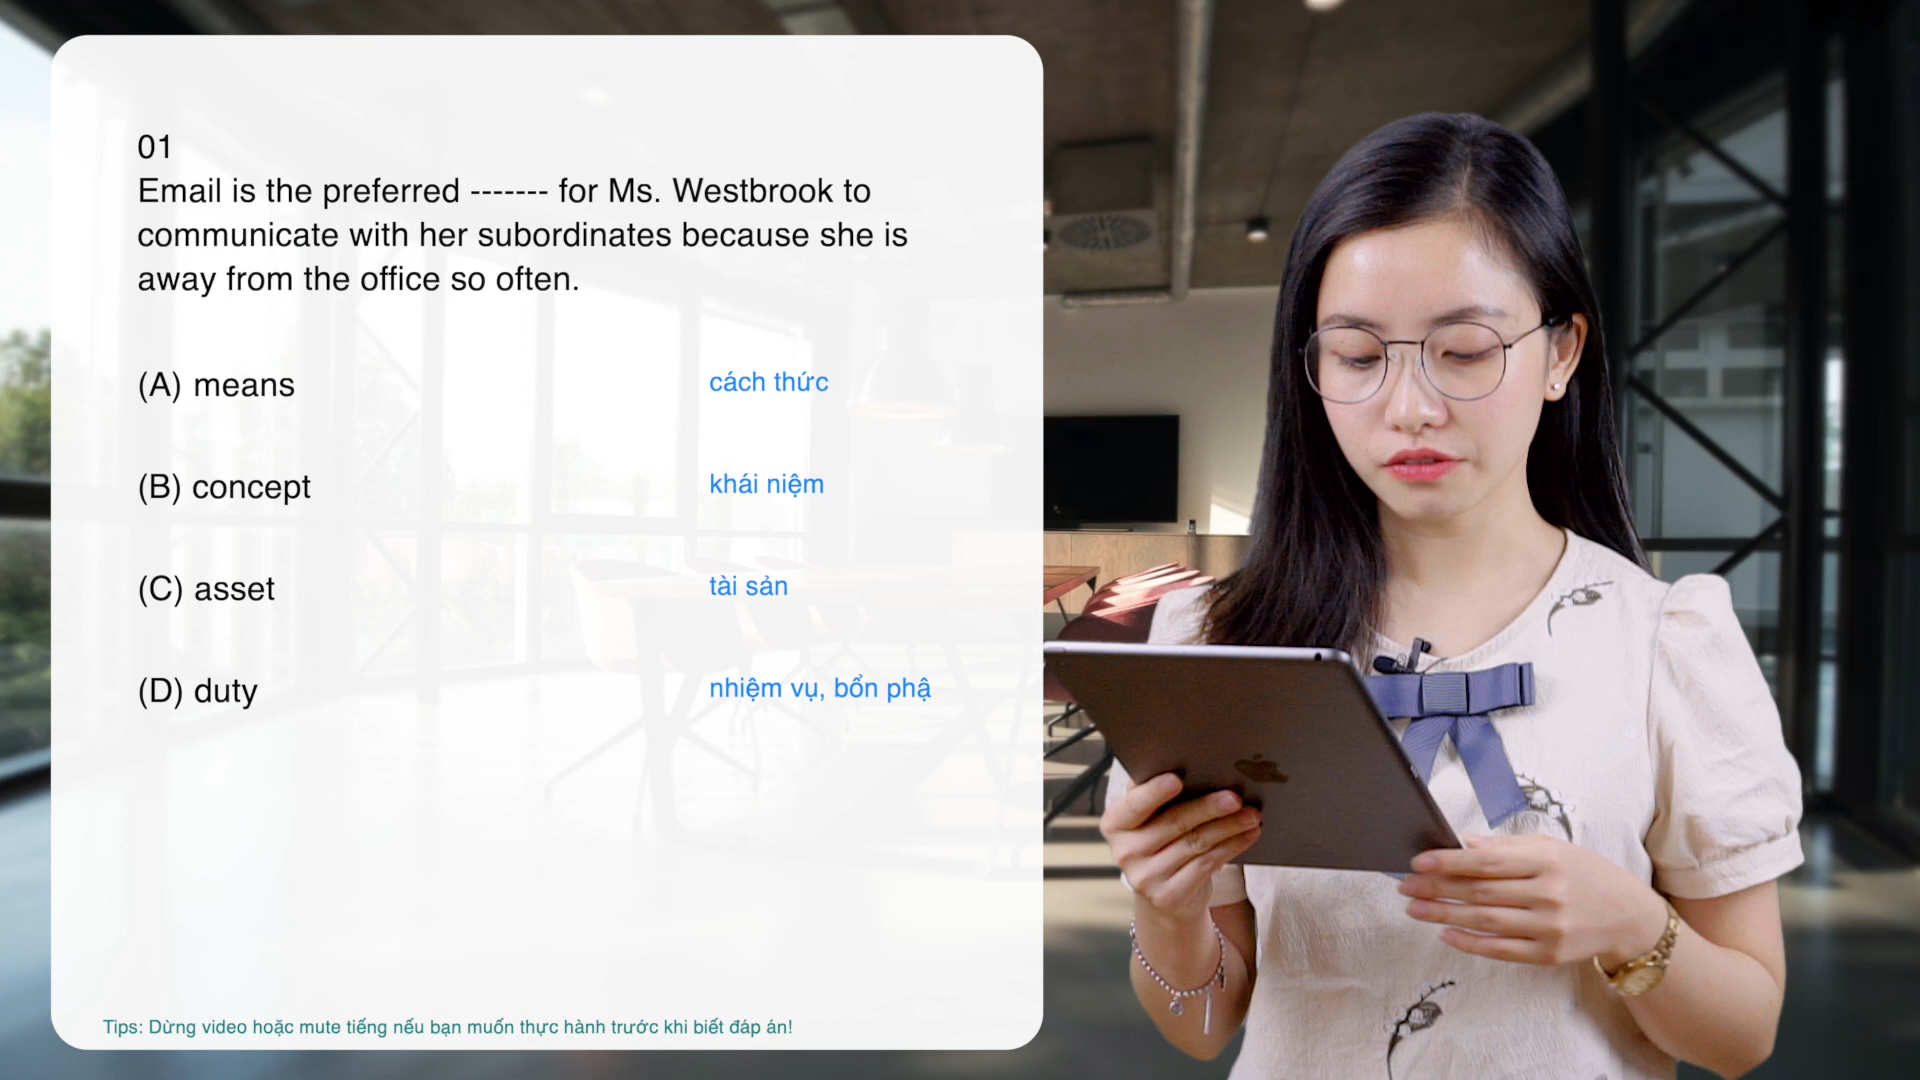 01
Email is the preferred ------- for Ms. Westbrook to
communicate with her subordinates because she is
away from the office so often.
(A) means cách thức
(B) concept khái niệm
(C) asset tài sản
(D) duty nhiệm vụ, bổn phậ
Tips: Dừng video hoặc mute tiếng nếu bạn muốn thực hành trước khi biết đáp án!